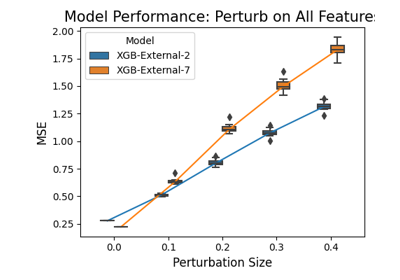 Model Performance: Perturb on All Features
Model
XGB-External-2
XGB-External-7
MSE
2.00
1.75
1.50
1.25
1.00
0.75
0.50
0.25
0.0
0.1
0.2
0.3
0.4
Perturbation Size